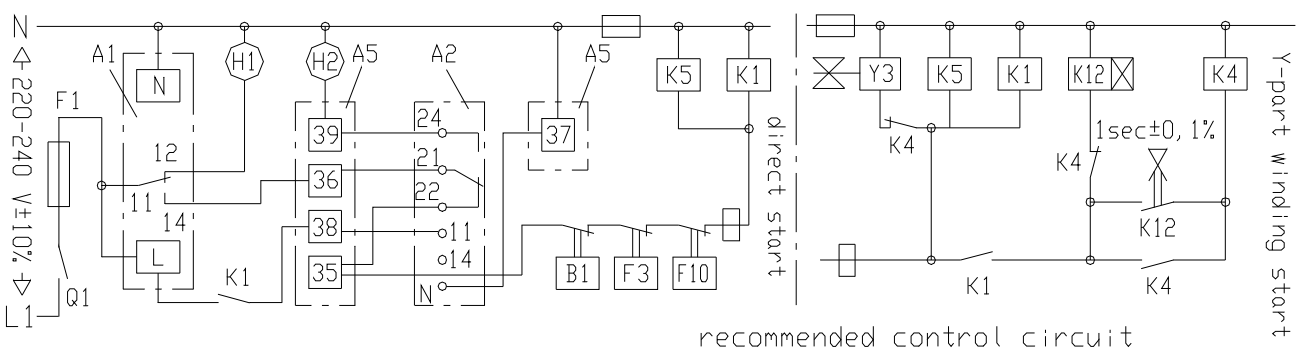 N
220-240 V±10%
L1
F1
Q1
A1
N
12
11
14
L
K1
H1
H2
A5
39
36
38
35
A2
24
21
22
11
14
N
A5
37
B1
F3
F10
K5
K1
direct start
Y3
K5
K1
K12
K4
K4
1sec±0,1%
K4
K12
K1
K4
Y-part winding start
recommended control circuit